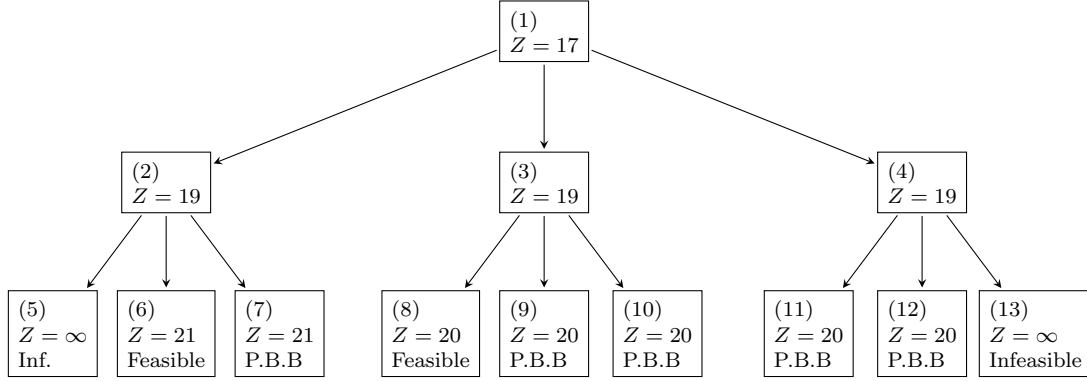 (1)
Z = 17
(2)
Z = 19
(3)
Z = 19
(4)
Z = 19
(5)
Z = ∞
Inf.
(6)
Z = 21
Feasible
(7)
Z = 21
P.B.B
(8)
Z = 20
Feasible
(9)
Z = 20
P.B.B
(10)
Z = 20
P.B.B
(11)
Z = 20
P.B.B
(12)
Z = 20
P.B.B
(13)
Z = ∞
Infeasible